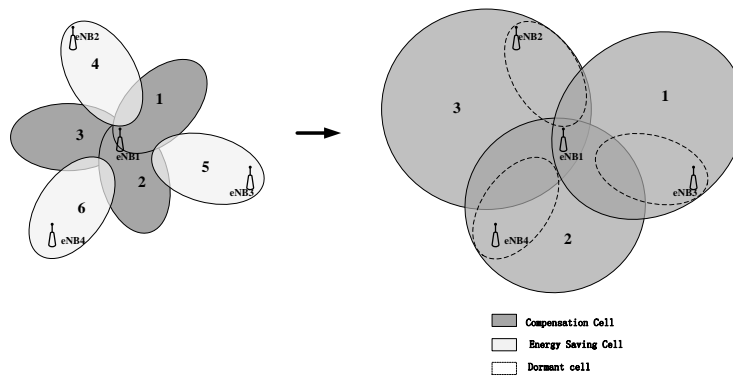 eNB2
4
1
3
eNB1
5
2
eNB3
6
eNB4
eNB2
1
3
eNB1
eNB3
eNB4
2
Compensation Cell
Energy Saving Cell
Dormant cell